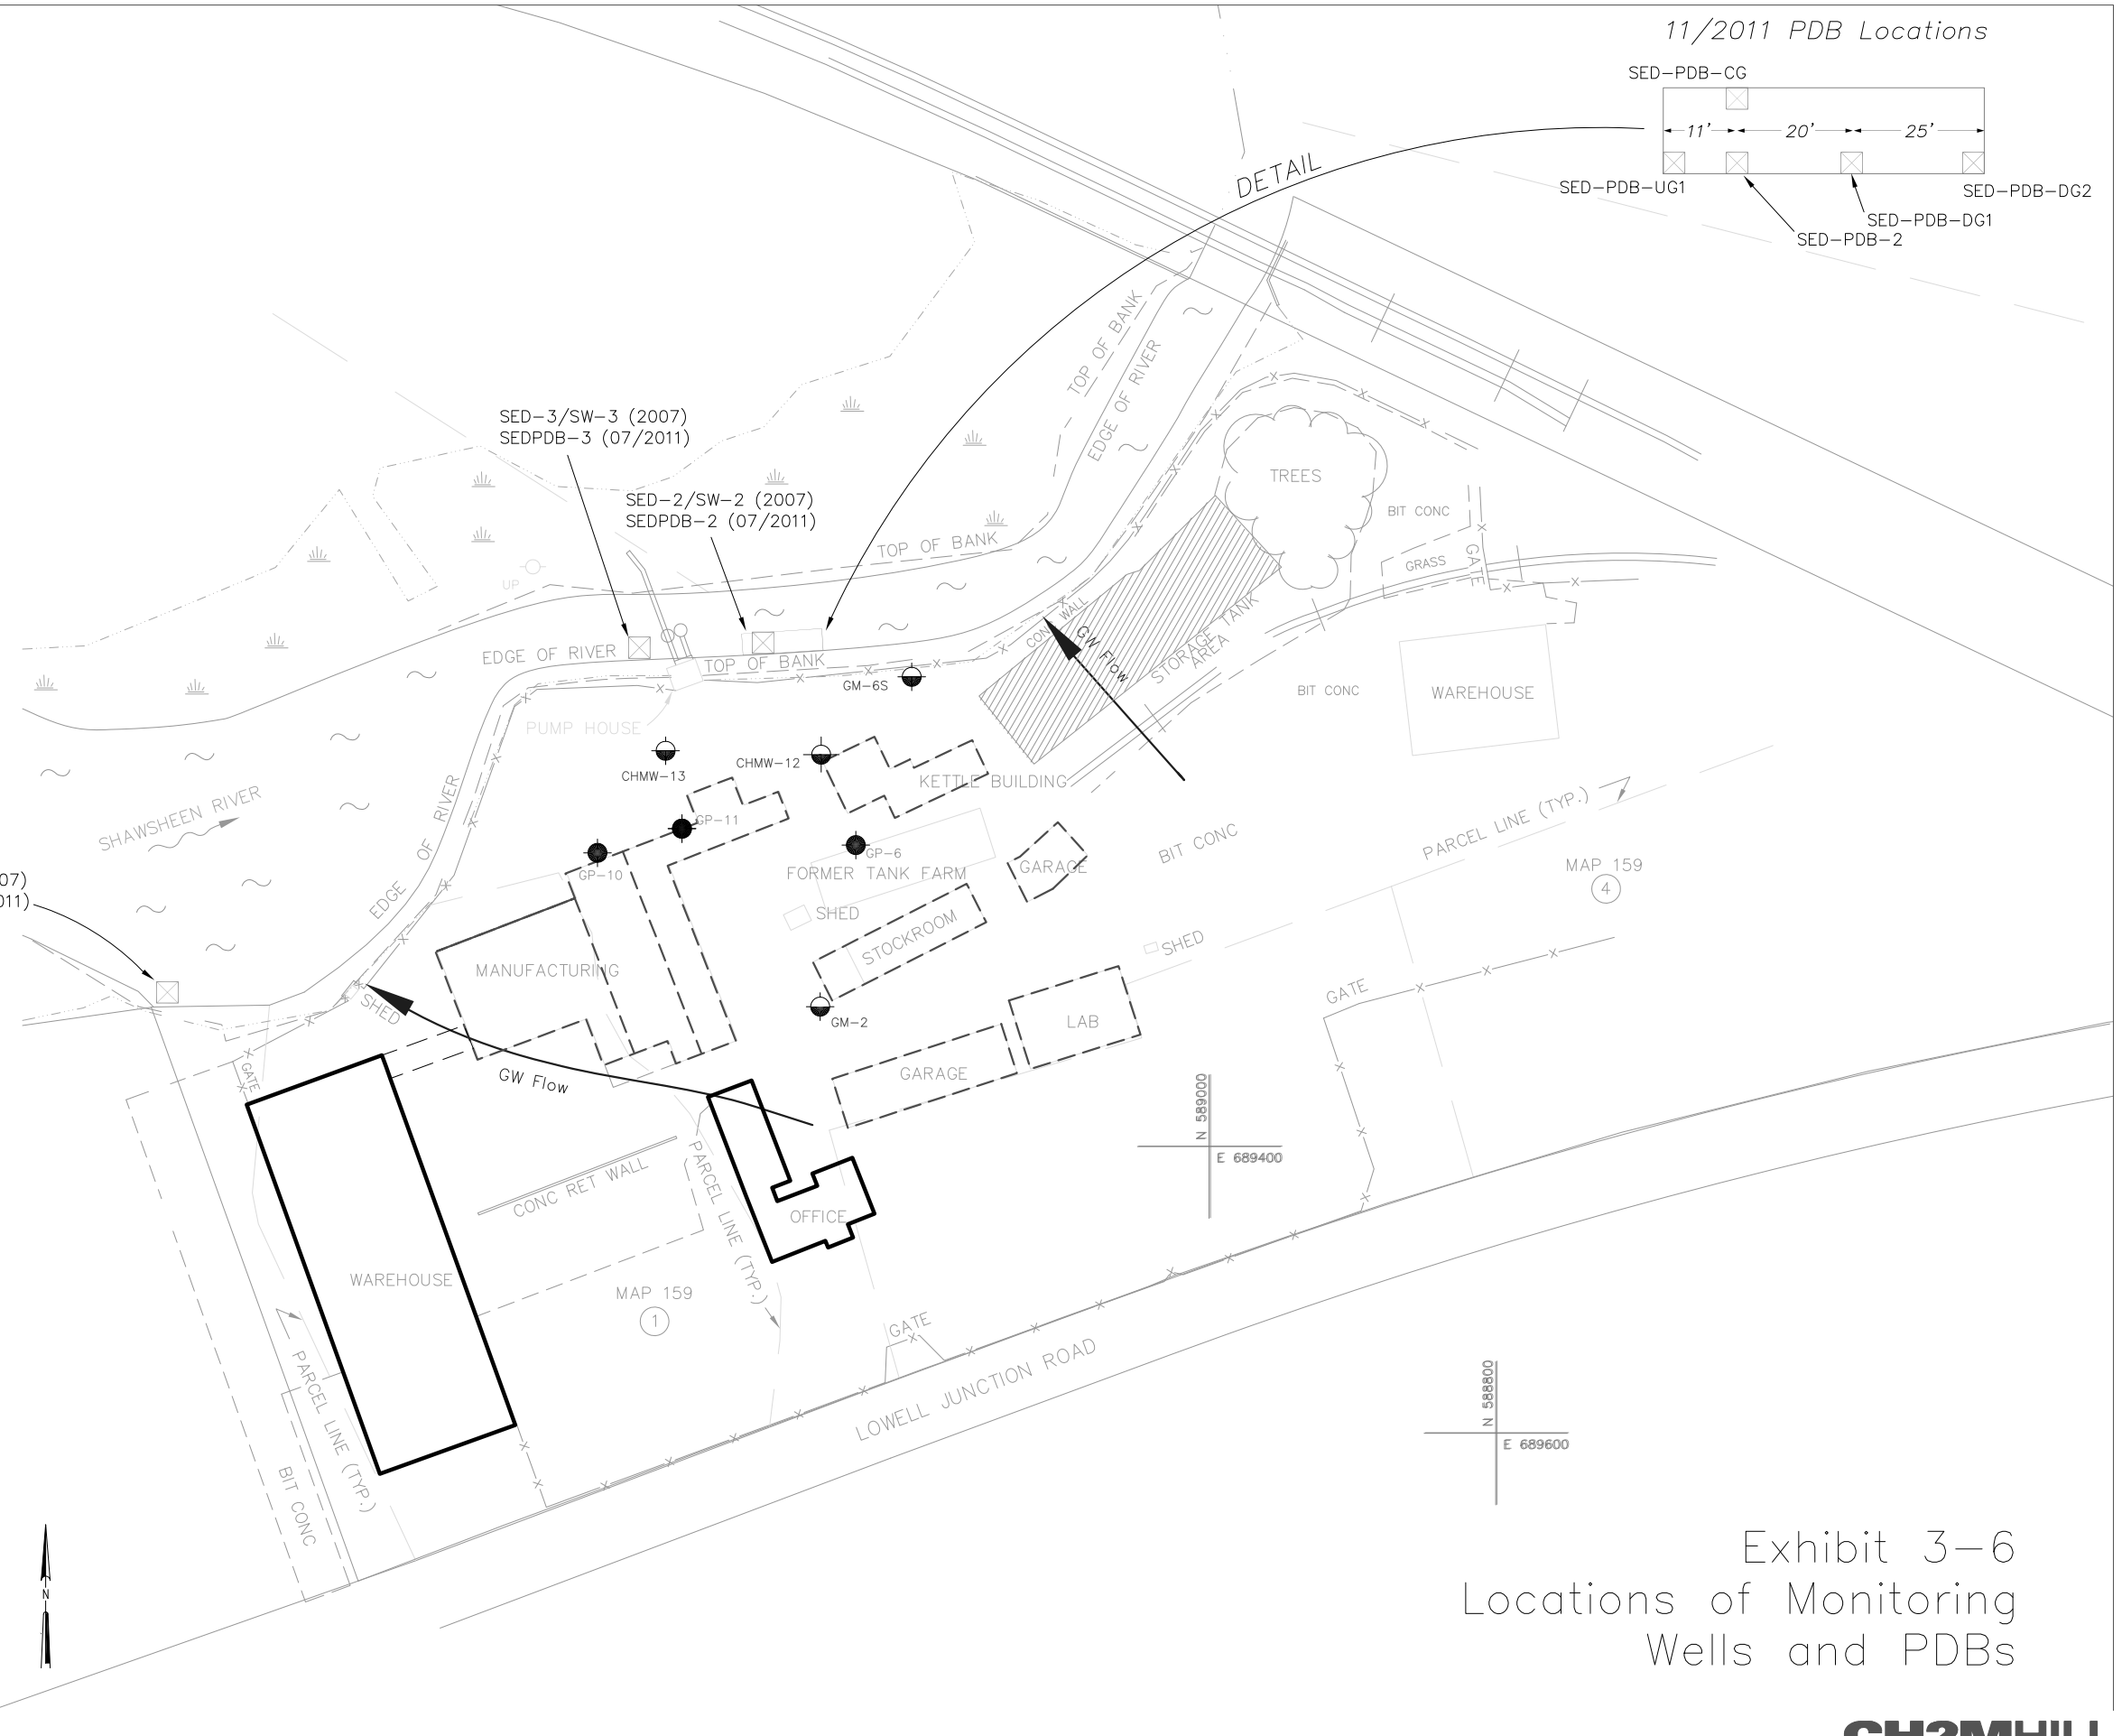 11/2011 PDB Locations
SED-PDB-CG
11'
20'
25'
SED-PDB-UG1
SED-PDB-DG2
SED-PDB-DG1
SED-PDB-2
DETAIL
TOP OF BANK
EDGE OF RIVER
SED-3/SW-3 (2007)
SEDPDB-3 (07/2011)
SED-2/SW-2 (2007)
SEDPDB-2 (07/2011)
TREES
BIT CONC
GATE
GRASS
TOP OF BANK
UP
CONC WALL
GW Flow
STORAGE TANK
AREA
EDGE OF RIVER
TOP OF BANK
GM-6S
BIT CONC
WAREHOUSE
PUMP HOUSE
CHMW-13
CHMW-12
KETTLE BUILDING
SHAWSHEEN RIVER
EDGE OF RIVER
GP-11
GP-10
GP-6
FORMER TANK FARM
GARAGE
BIT CONC
PARCEL LINE (TYP.)
MAP 159
4
07)
011)
SHED
STOCKROOM
SHED
MANUFACTURING
SHED
GATE
GM-2
LAB
GARAGE
GATE
GW Flow
N 589000
E 689400
CONC RET WALL
PARCEL LINE (TYP.)
OFFICE
WAREHOUSE
MAP 159
1
GATE
LOWELL JUNCTION ROAD
PARCEL LINE (TYP.)
BIT CONC
N 588800
E 689600
N
Exhibit 3-6
Locations of Monitoring
Wells and PDBs
CH2MHILL